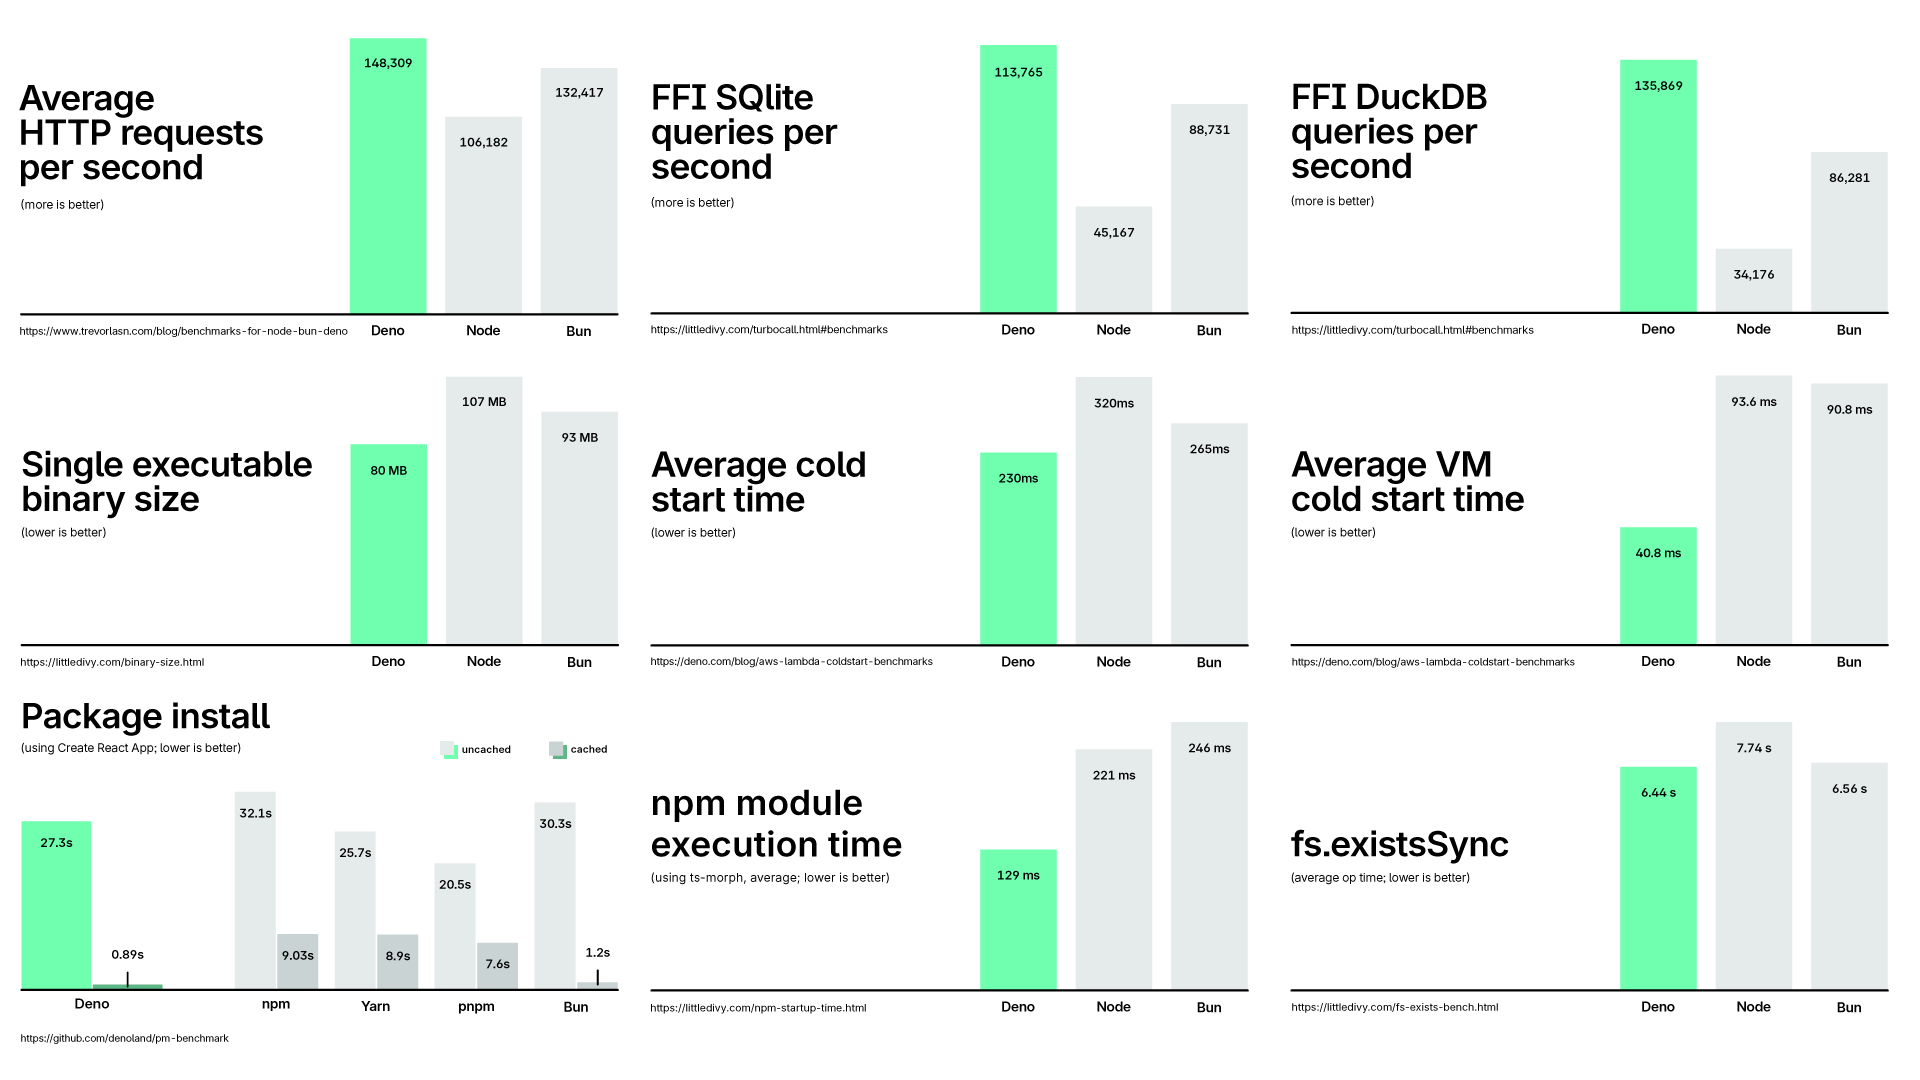 Average
HTTP requests
per second
(more is better)
148,309
106,182
132,417
https://www.trevorlasn.com/blog/benchmarks-for-node-bun-deno
Deno
Node
Bun
FFI SQlite
queries per
second
(more is better)
113,765
45,167
88,731
https://littledivy.com/turbocall.html#benchmarks
Deno
Node
Bun
FFI DuckDB
queries per
second
(more is better)
135,869
34,176
86,281
https://littledivy.com/turbocall.html#benchmarks
Deno
Node
Bun
Single executable
binary size
(lower is better)
80 MB
107 MB
93 MB
https://littledivy.com/binary-size.html
Deno
Node
Bun
Average cold
start time
(lower is better)
230ms
320ms
265ms
https://deno.com/blog/aws-lambda-coldstart-benchmarks
Deno
Node
Bun
Average VM
cold start time
(lower is better)
40.8 ms
93.6 ms
90.8 ms
https://deno.com/blog/aws-lambda-coldstart-benchmarks
Deno
Node
Bun
Package install
(using Create React App; lower is better)
uncached
cached
27.3s
0.89s
32.1s
9.03s
25.7s
8.9s
20.5s
7.6s
30.3s
1.2s
Deno
npm
Yarn
pnpm
Bun
https://github.com/denoland/pm-benchmark
npm module
execution time
(using ts-morph, average; lower is better)
129 ms
221 ms
246 ms
https://littledivy.com/npm-startup-time.html
Deno
Node
Bun
fs.existsSync
(average op time; lower is better)
6.44 s
7.74 s
6.56 s
https://littledivy.com/fs-exists-bench.html
Deno
Node
Bun